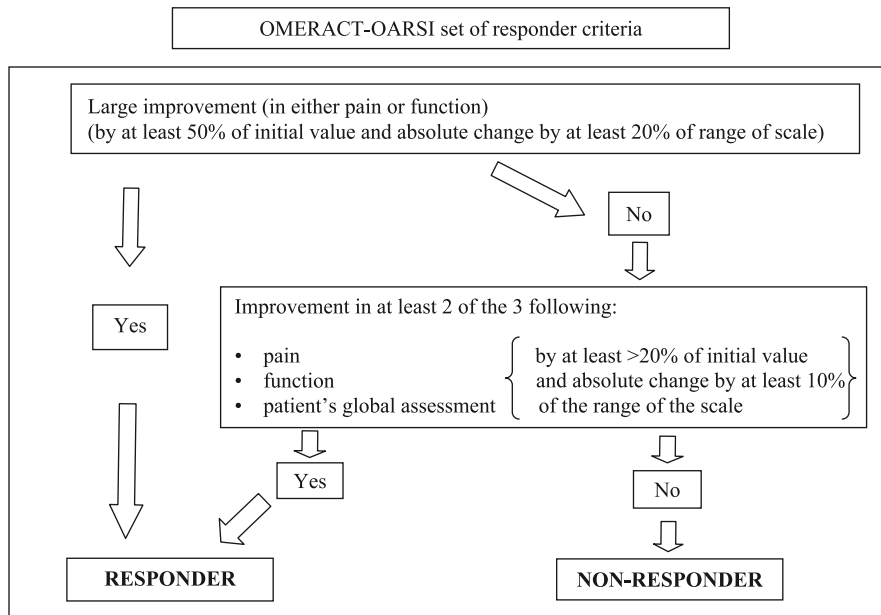 OMERACT-OARSI set of responder criteria
Large improvement (in either pain or function)
(by at least 50% of initial value and absolute change by at least 20% of range of scale)
No
Yes
Improvement in at least 2 of the 3 following:
• pain
• function
• patient’s global assessment
by at least >20% of initial value
and absolute change by at least 10%
of the range of the scale
Yes
No
RESPONDER
NON-RESPONDER